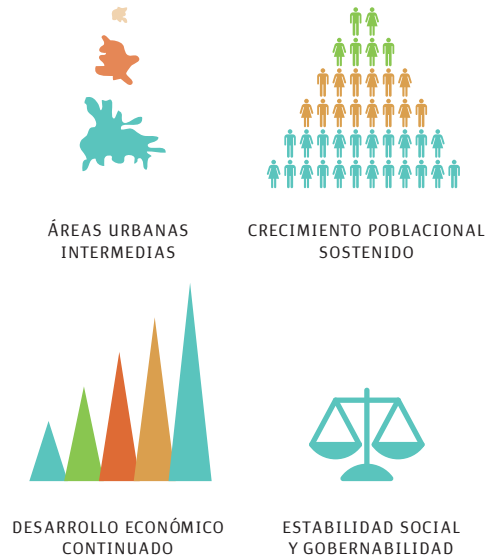 ÁREAS URBANAS
INTERMEDIAS
CRECIMIENTO POBLACIONAL
SOSTENIDO
DESARROLLO ECONÓMICO
CONTINUADO
ESTABILIDAD SOCIAL
Y GOBERNABILIDAD